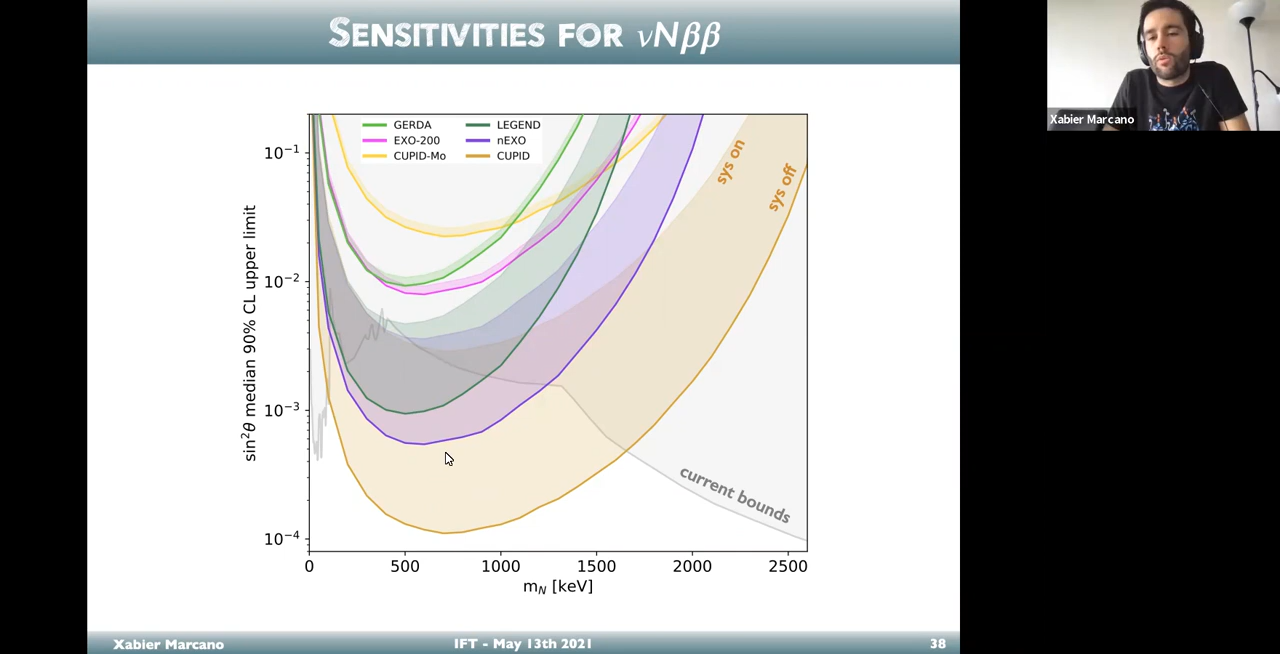 SENSITIVITIES FOR νNββ
Xabier Marcano
GERDA
EXO-200
CUPID-Mo
LEGEND
nEXO
CUPID
sys on
sys off
current bounds
sin²θ median 90% CL upper limit
10⁻¹
10⁻²
10⁻³
10⁻⁴
0 500 1000 1500 2000 2500
m_N [keV]
Xabier Marcano IFT - May 13th 2021 38